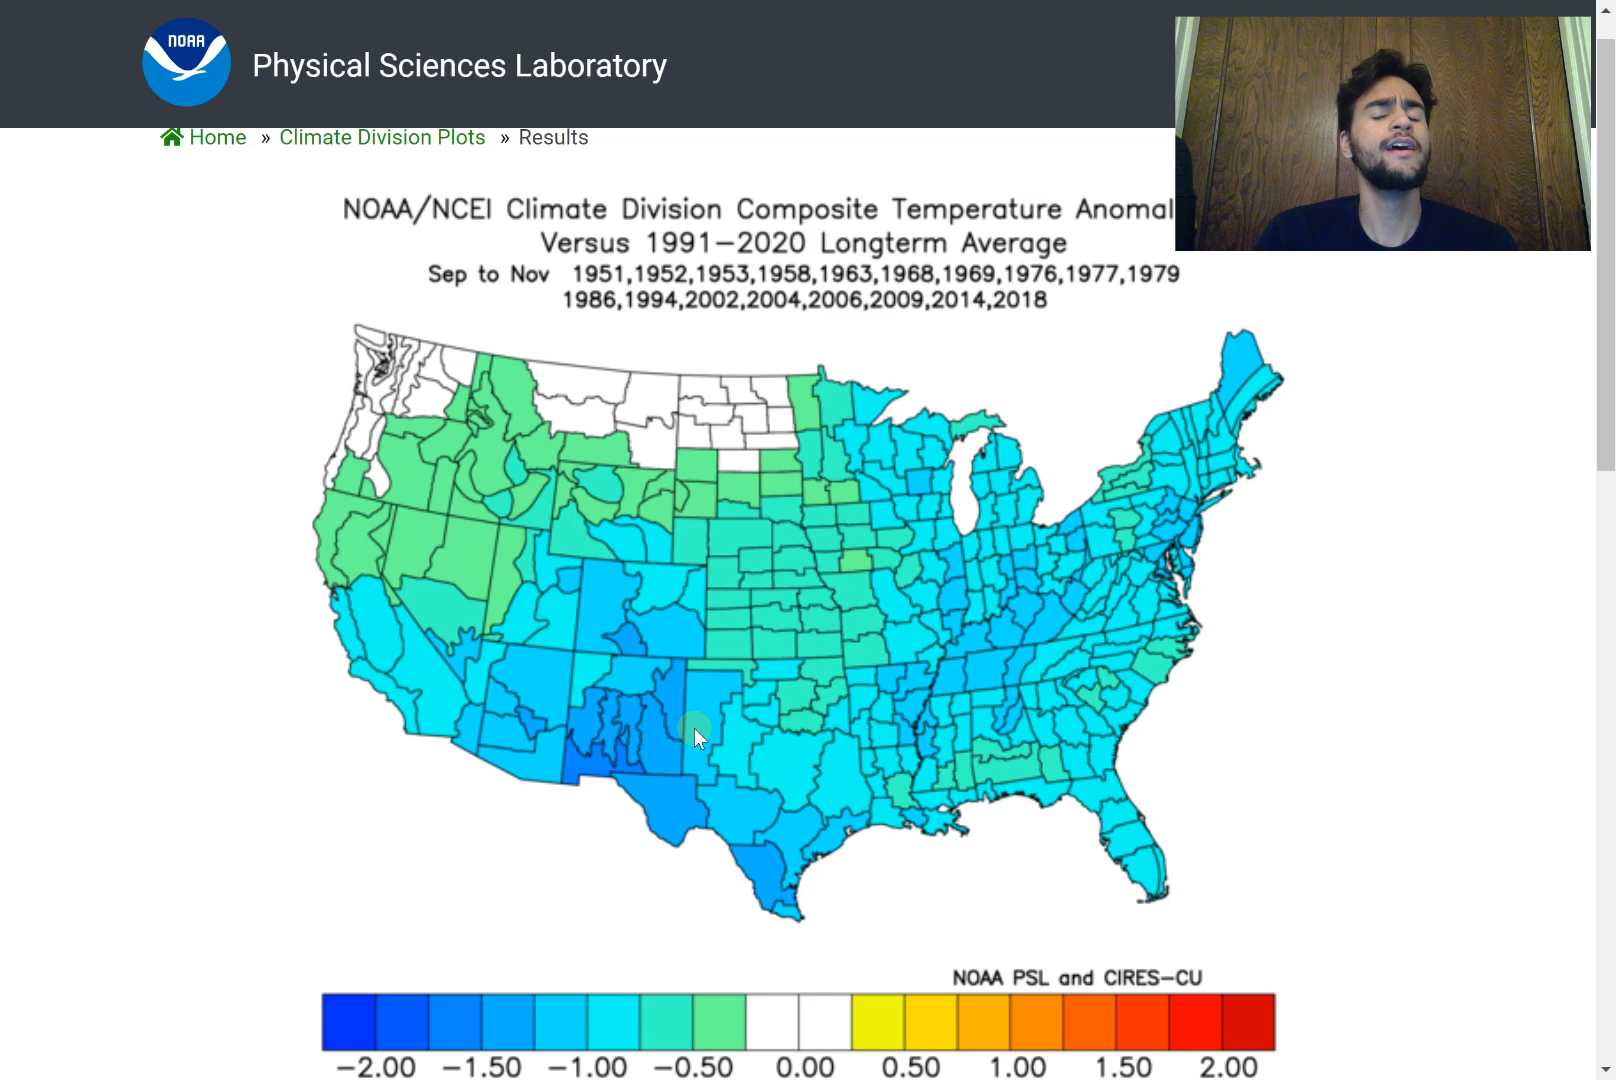 NOAA
Physical Sciences Laboratory
Home » Climate Division Plots » Results
NOAA/NCEI Climate Division Composite Temperature Anomal
Versus 1991–2020 Longterm Average
Sep to Nov 1951,1952,1953,1958,1963,1968,1969,1976,1977,1979
1986,1994,2002,2004,2006,2009,2014,2018
NOAA PSL and CIRES–CU
−2.00 −1.50 −1.00 −0.50 0.00 0.50 1.00 1.50 2.00